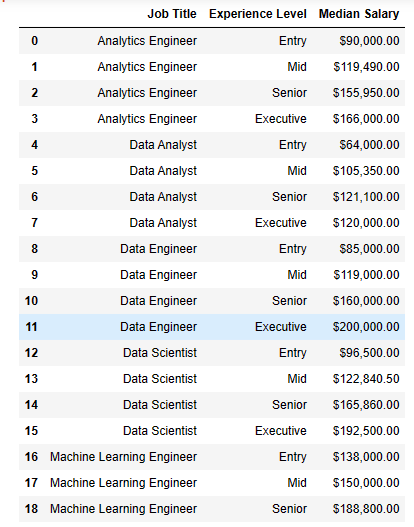 Job Title Experience Level Median Salary
0 Analytics Engineer Entry $90,000.00
1 Analytics Engineer Mid $119,490.00
2 Analytics Engineer Senior $155,950.00
3 Analytics Engineer Executive $166,000.00
4 Data Analyst Entry $64,000.00
5 Data Analyst Mid $105,350.00
6 Data Analyst Senior $121,100.00
7 Data Analyst Executive $120,000.00
8 Data Engineer Entry $85,000.00
9 Data Engineer Mid $119,000.00
10 Data Engineer Senior $160,000.00
11 Data Engineer Executive $200,000.00
12 Data Scientist Entry $96,500.00
13 Data Scientist Mid $122,840.50
14 Data Scientist Senior $165,860.00
15 Data Scientist Executive $192,500.00
16 Machine Learning Engineer Entry $138,000.00
17 Machine Learning Engineer Mid $150,000.00
18 Machine Learning Engineer Senior $188,800.00